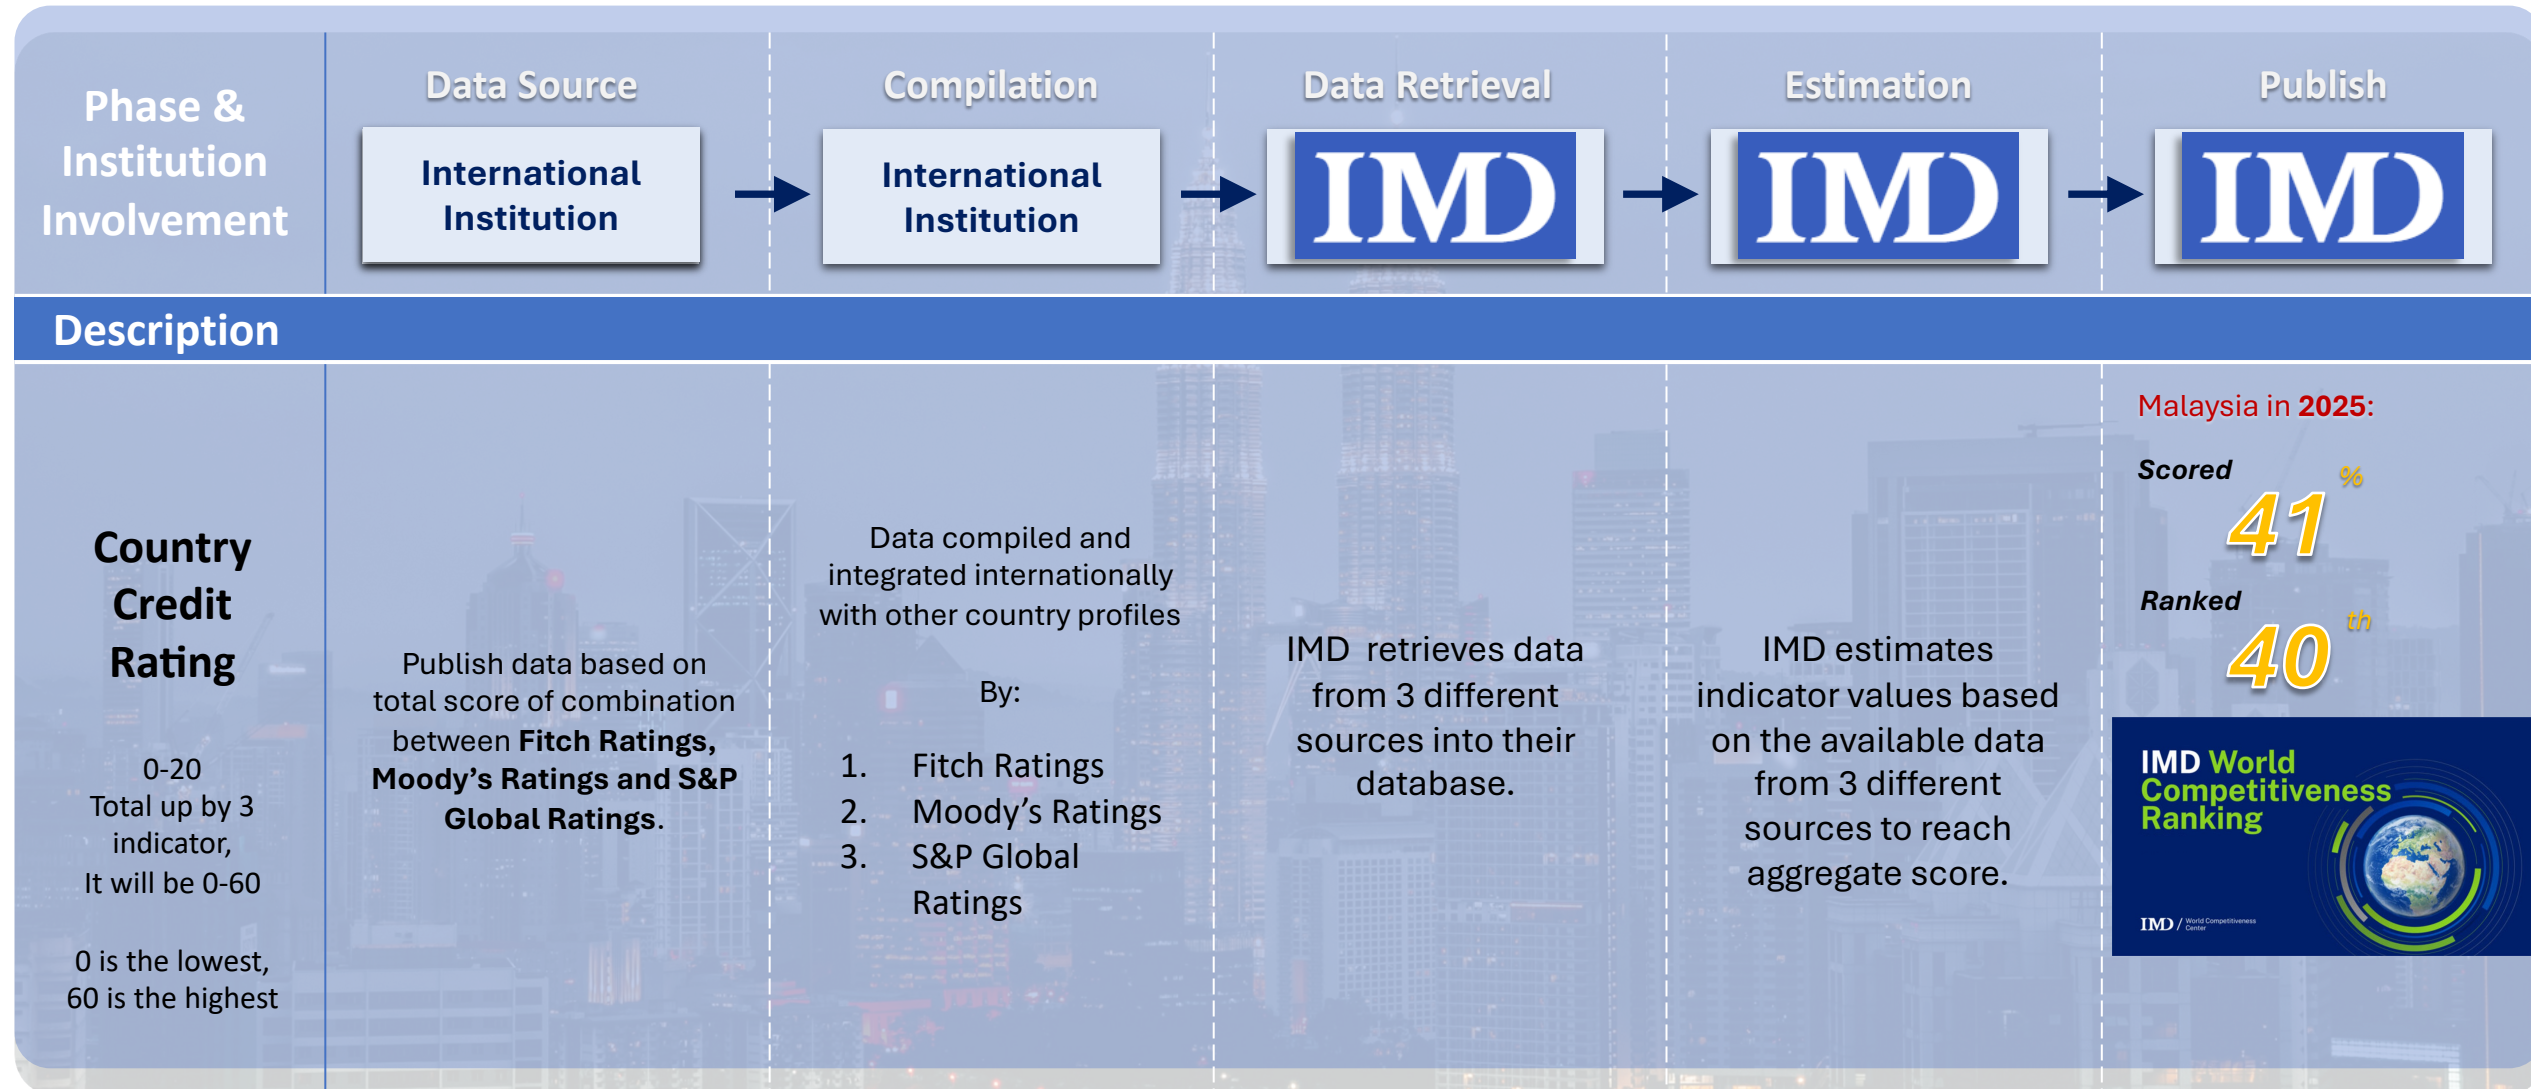 Phase &
Institution
Involvement
Data Source
International
Institution
Compilation
International
Institution
Data Retrieval
IMD
Estimation
IMD
Publish
IMD
Description
Country
Credit
Rating
0-20
Total up by 3
indicator,
It will be 0-60
0 is the lowest,
60 is the highest
Publish data based on
total score of combination
between Fitch Ratings,
Moody’s Ratings and S&P
Global Ratings.
Data compiled and
integrated internationally
with other country profiles
By:
1. Fitch Ratings
2. Moody’s Ratings
3. S&P Global
Ratings
IMD retrieves data
from 3 different
sources into their
database.
IMD estimates
indicator values based
on the available data
from 3 different
sources to reach
aggregate score.
Malaysia in 2025:
Scored
41 %
Ranked
40 th
IMD World
Competitiveness
Ranking
IMD / World Competitiveness
Center